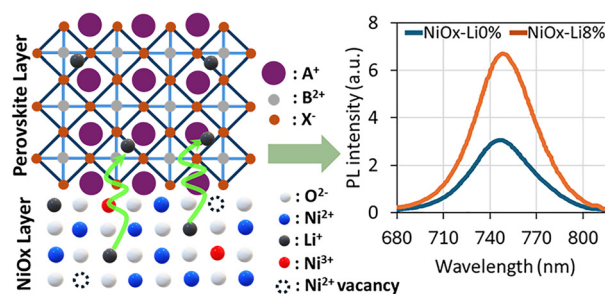 Perovskite Layer
NiOx Layer
: A⁺
: B²⁺
: X⁻
: O²⁻
: Ni²⁺
: Li⁺
: Ni³⁺
: Ni²⁺ vacancy
NiOx-Li0% NiOx-Li8%
PL intensity (a.u.)
8
6
4
2
0
680 710 740 770 800
Wavelength (nm)